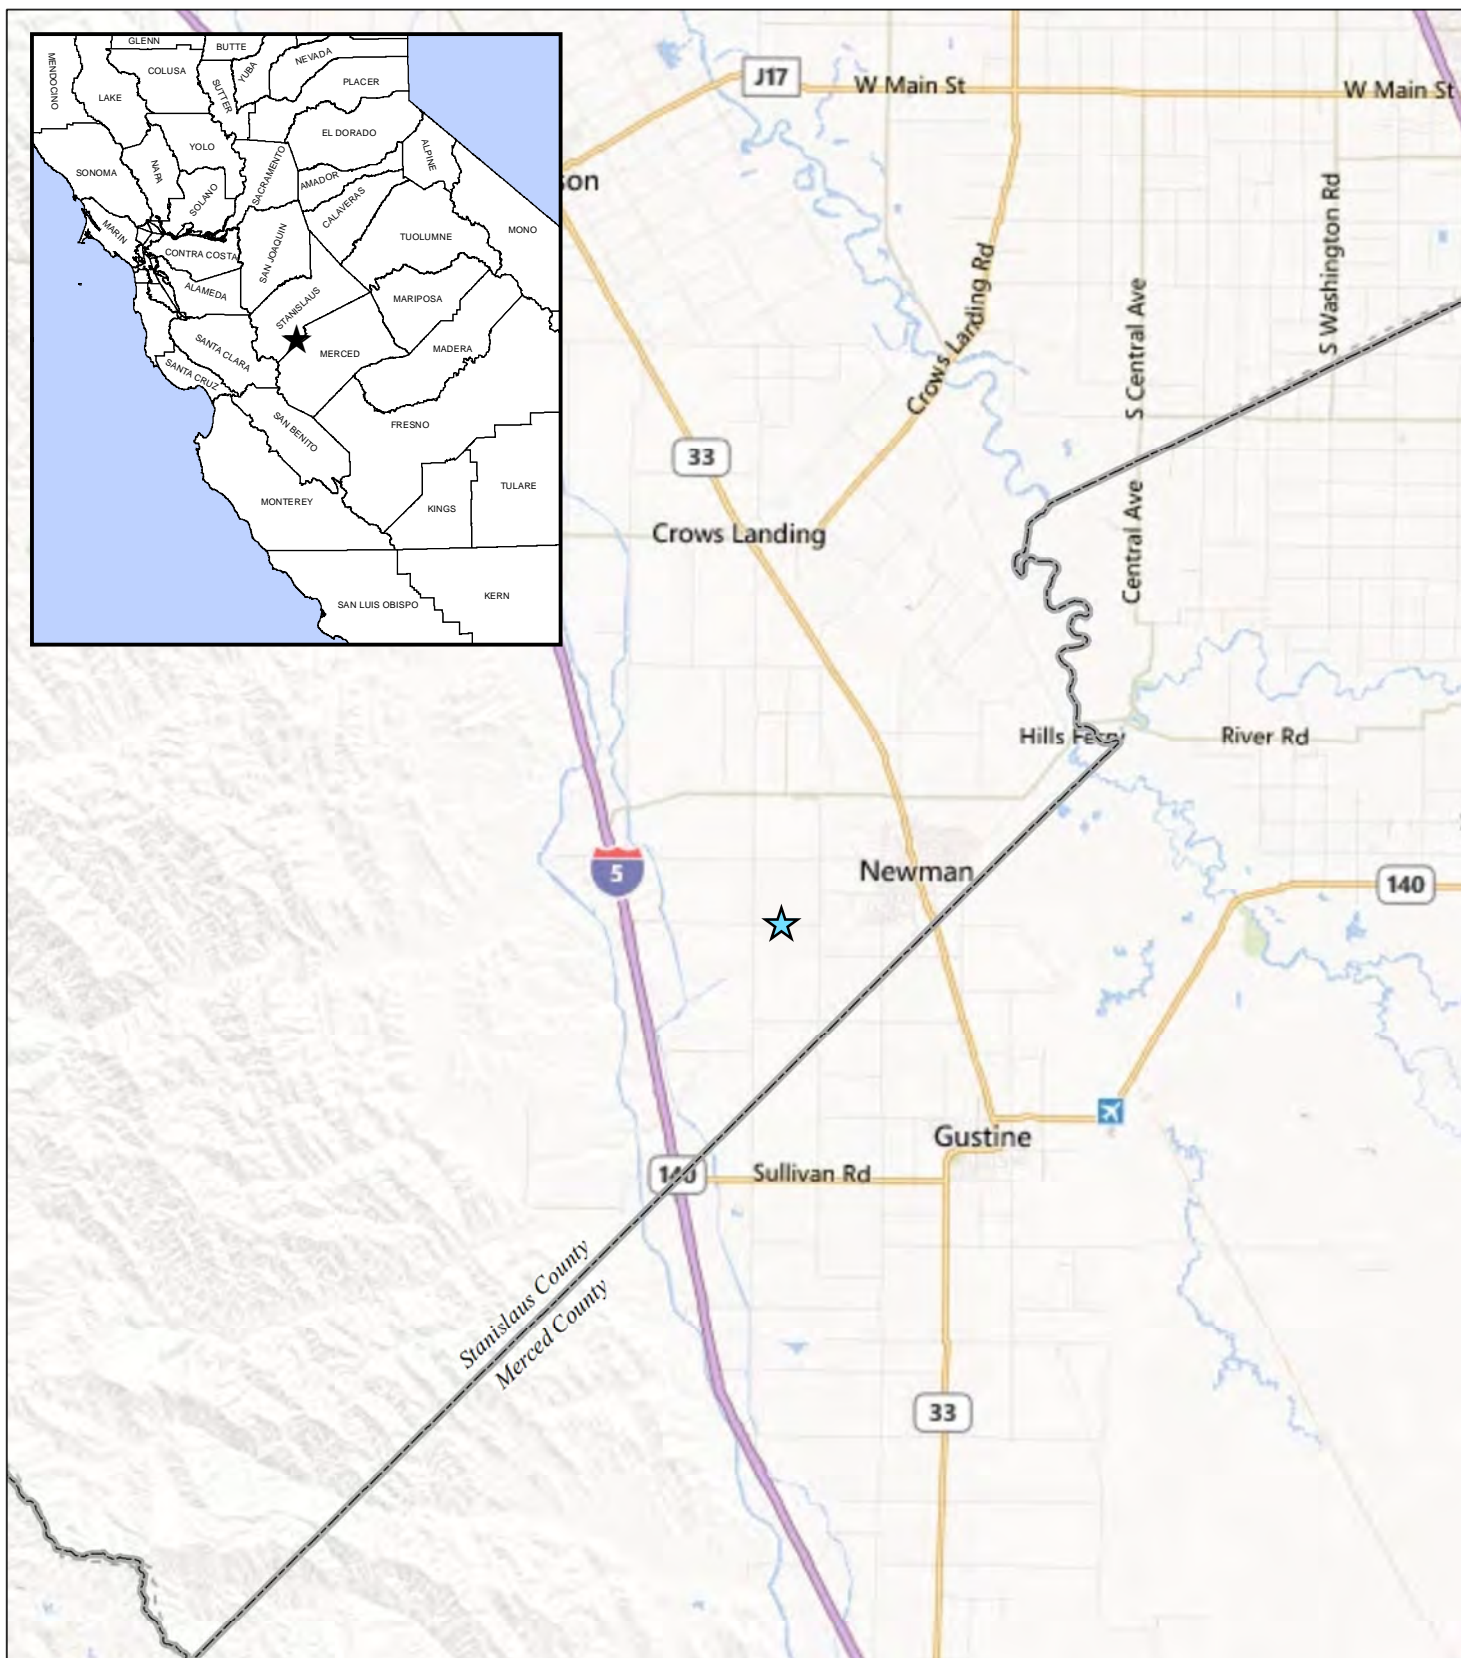 GLENN
BUTTE
NEVADA
MENDOCINO
COLUSA
YUBA
PLACER
SUTTER
LAKE
EL DORADO
YOLO
ALPINE
SONOMA
NAPA
SACRAMENTO
AMADOR
SOLANO
CALAVERAS
MARIN
TUOLUMNE
MONO
CONTRA COSTA
SAN JOAQUIN
ALAMEDA
STANISLAUS
MARIPOSA
SANTA CLARA
MERCED
MADERA
SANTA CRUZ
SAN BENITO
FRESNO
MONTEREY
KINGS
TULARE
SAN LUIS OBISPO
KERN
J17
W Main St
W Main St
son
S Washington Rd
Crows Landing Rd
S Central Ave
33
Central Ave
Crows Landing
Hills Ferry
River Rd
5
Newman
140
Gustine
140
Sullivan Rd
Stanislaus County
Merced County
33